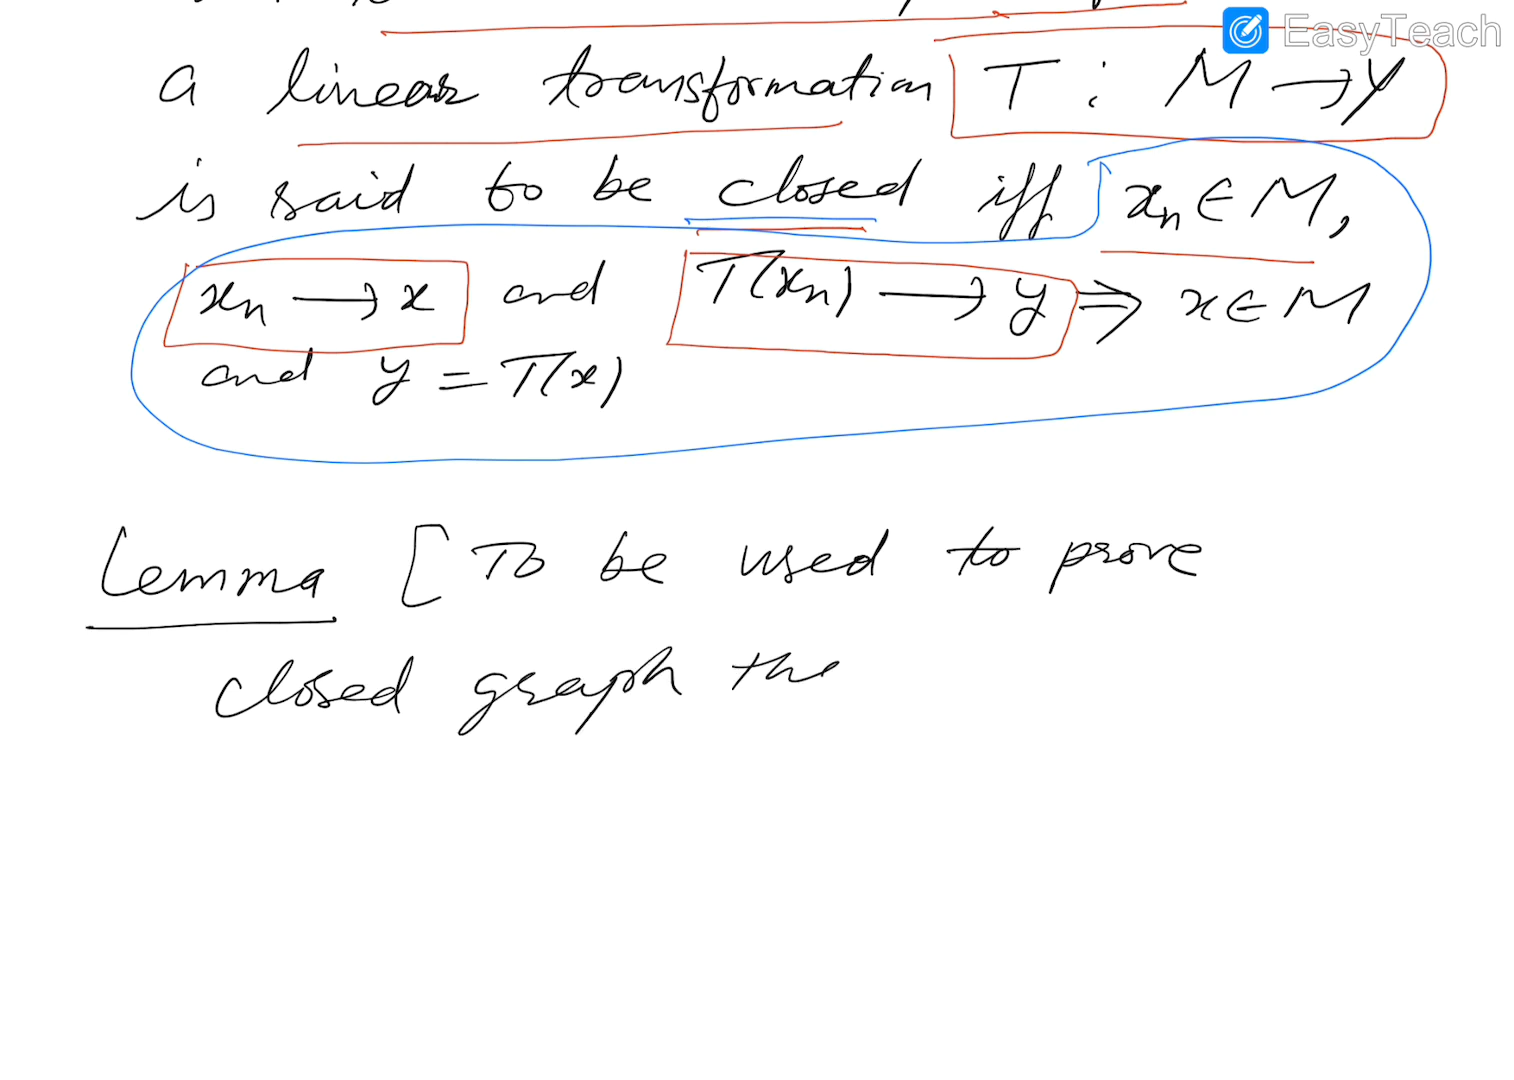 EasyTeach
a linear transformation T : M → Y
is said to be closed iff xₙ ∈ M,
xₙ → x and T(xₙ) → y ⇒ x ∈ M
and y = T(x)
Lemma [To be used to prove
closed graph the